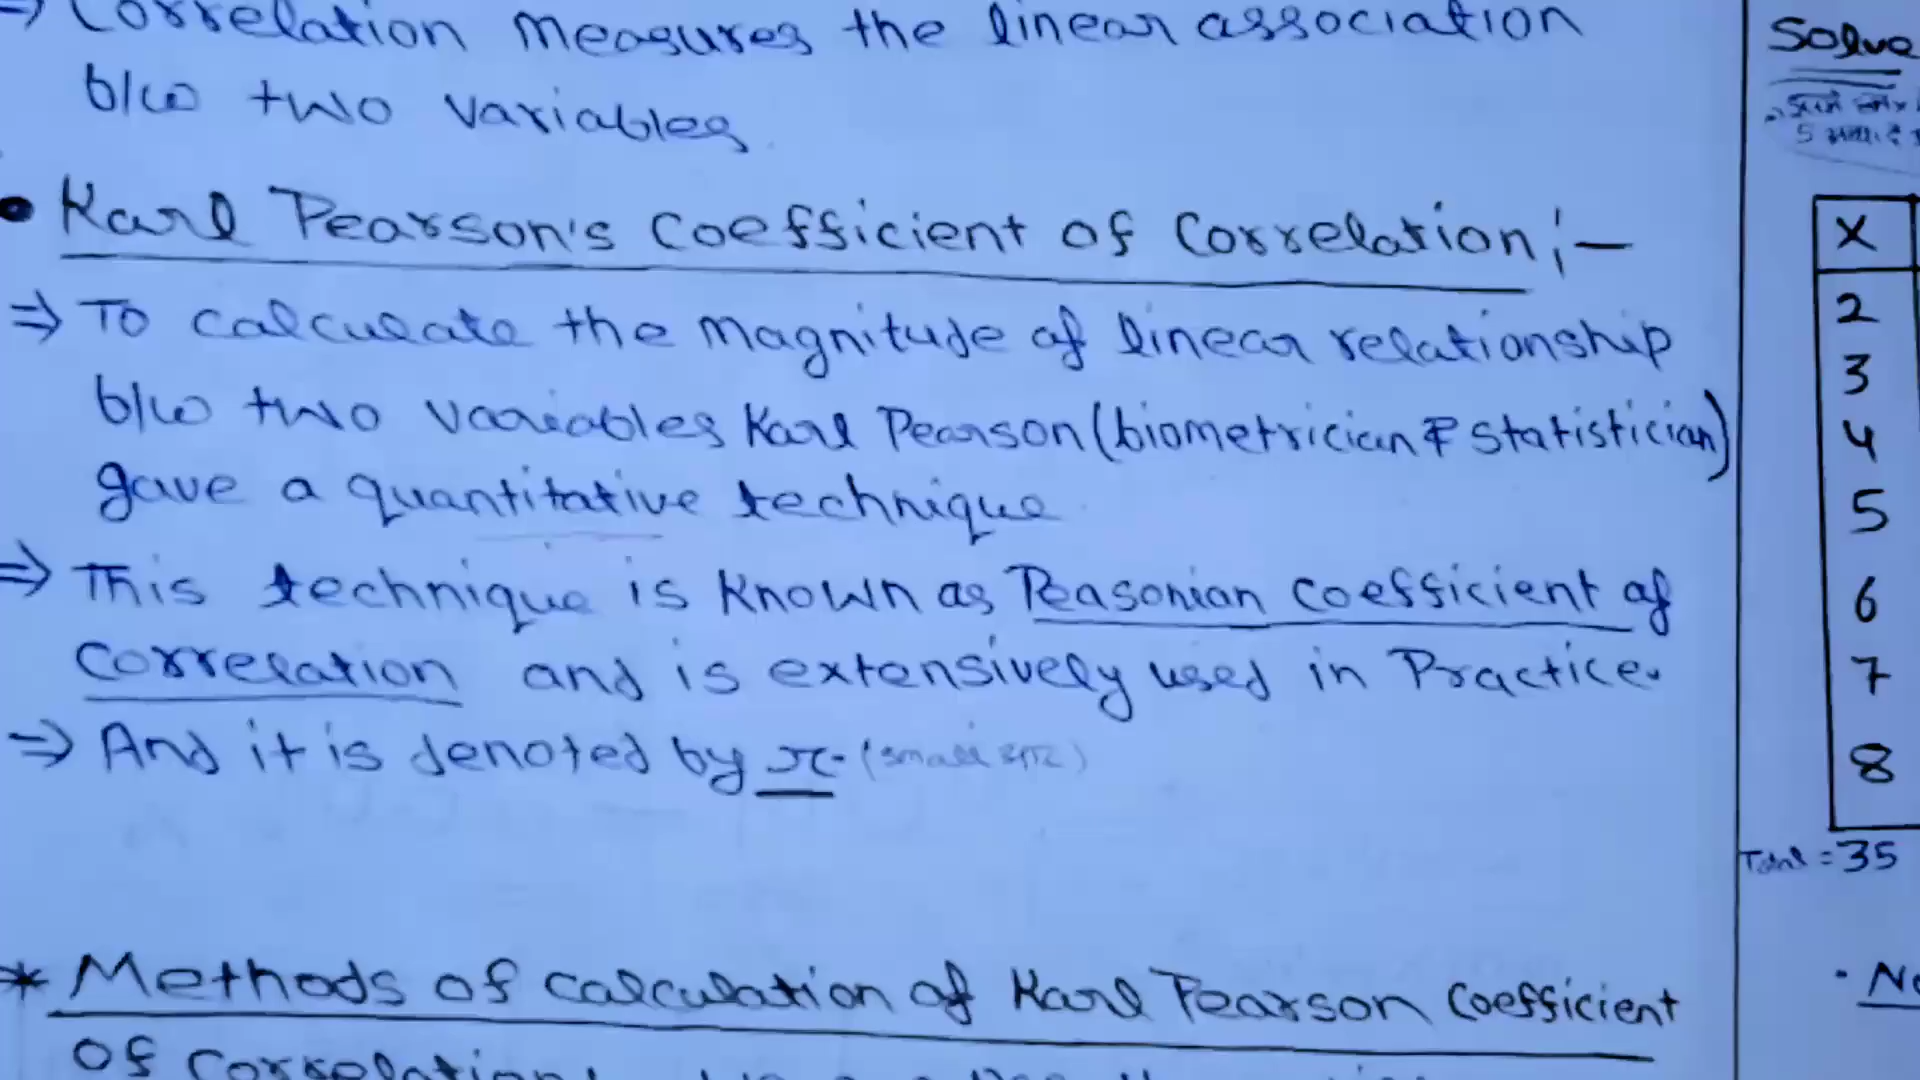 ⇒ Correlation measures the linear association
b/w two variables
• Karl Pearson's Coefficient of Correlation :-
⇒ To calculate the magnitude of linear relationship
b/w two variables Karl Pearson (biometrician & statistician)
gave a quantitative technique
⇒ This technique is known as Peasonian Coefficient of
Correlation and is extensively used in Practice.
⇒ And it is denoted by r. (small
* Methods of calculation of Karl Pearson Coefficient
Of Correlation
Solve
X
2
3
4
5
6
7
8
Total = 35